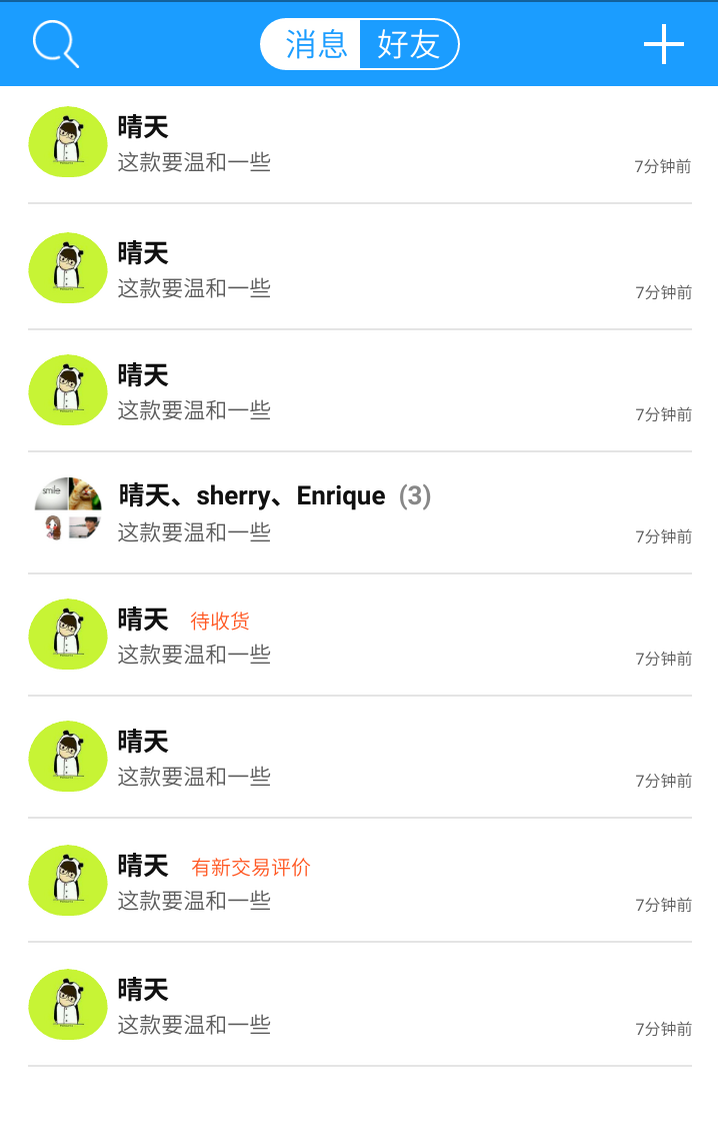 消息 好友
晴天
这款要温和一些
7分钟前
晴天
这款要温和一些
7分钟前
晴天
这款要温和一些
7分钟前
smile
晴天、sherry、Enrique (3)
这款要温和一些
7分钟前
晴天 待收货
这款要温和一些
7分钟前
晴天
这款要温和一些
7分钟前
晴天 有新交易评价
这款要温和一些
7分钟前
晴天
这款要温和一些
7分钟前